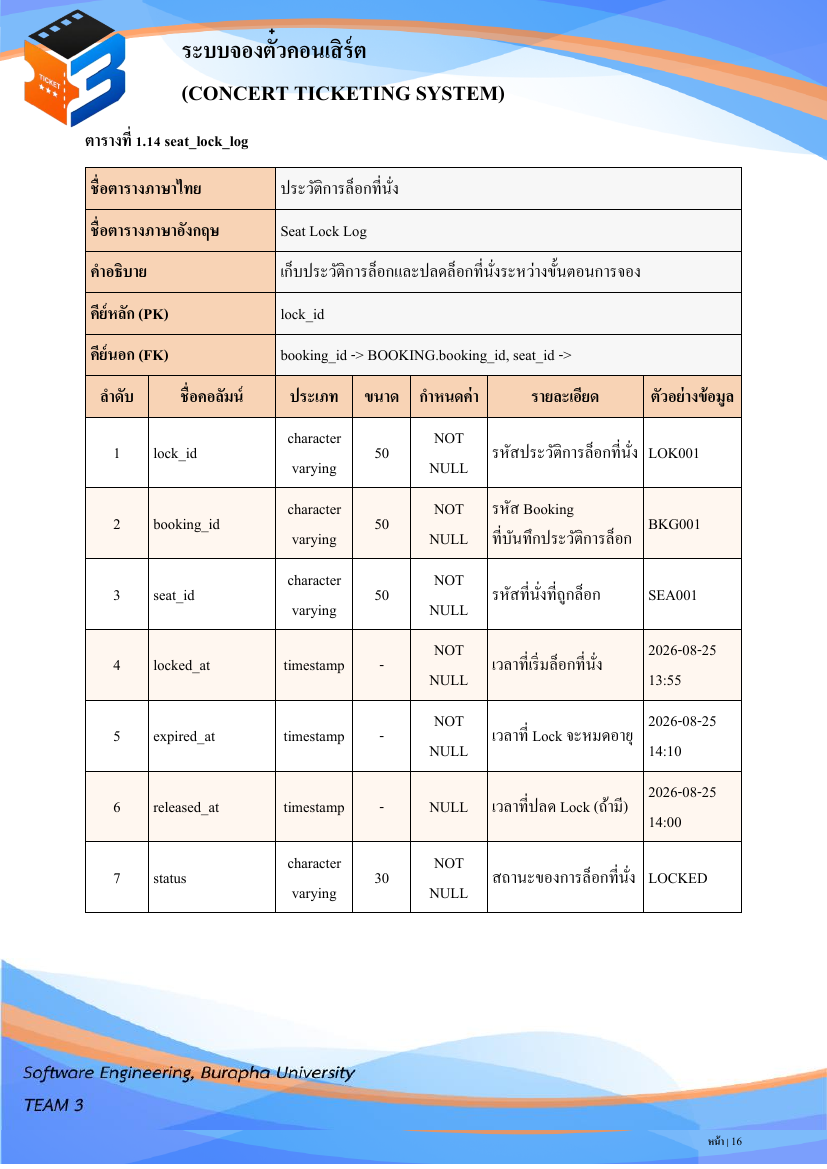 TICKET
3
ระบบจองตั๋วคอนเสิร์ต
(CONCERT TICKETING SYSTEM)
ตารางที่ 1.14 seat_lock_log
ชื่อตารางภาษาไทย ประวัติการล็อกที่นั่ง
ชื่อตารางภาษาอังกฤษ Seat Lock Log
คำอธิบาย เก็บประวัติการล็อกและปลดล็อกที่นั่งระหว่างขั้นตอนการจอง
คีย์หลัก (PK) lock_id
คีย์นอก (FK) booking_id -> BOOKING.booking_id, seat_id ->
ลำดับ ชื่อคอลัมน์ ประเภท ขนาด กำหนดค่า รายละเอียด ตัวอย่างข้อมูล
1 lock_id character varying 50 NOT NULL รหัสประวัติการล็อกที่นั่ง LOK001
2 booking_id character varying 50 NOT NULL รหัส Booking ที่บันทึกประวัติการล็อก BKG001
3 seat_id character varying 50 NOT NULL รหัสที่นั่งที่ถูกล็อก SEA001
4 locked_at timestamp - NOT NULL เวลาที่เริ่มล็อกที่นั่ง 2026-08-25 13:55
5 expired_at timestamp - NOT NULL เวลาที่ Lock จะหมดอายุ 2026-08-25 14:10
6 released_at timestamp - NULL เวลาที่ปลด Lock (ถ้ามี) 2026-08-25 14:00
7 status character varying 30 NOT NULL สถานะของการล็อกที่นั่ง LOCKED
Software Engineering, Burapha University
TEAM 3
หน้า | 16